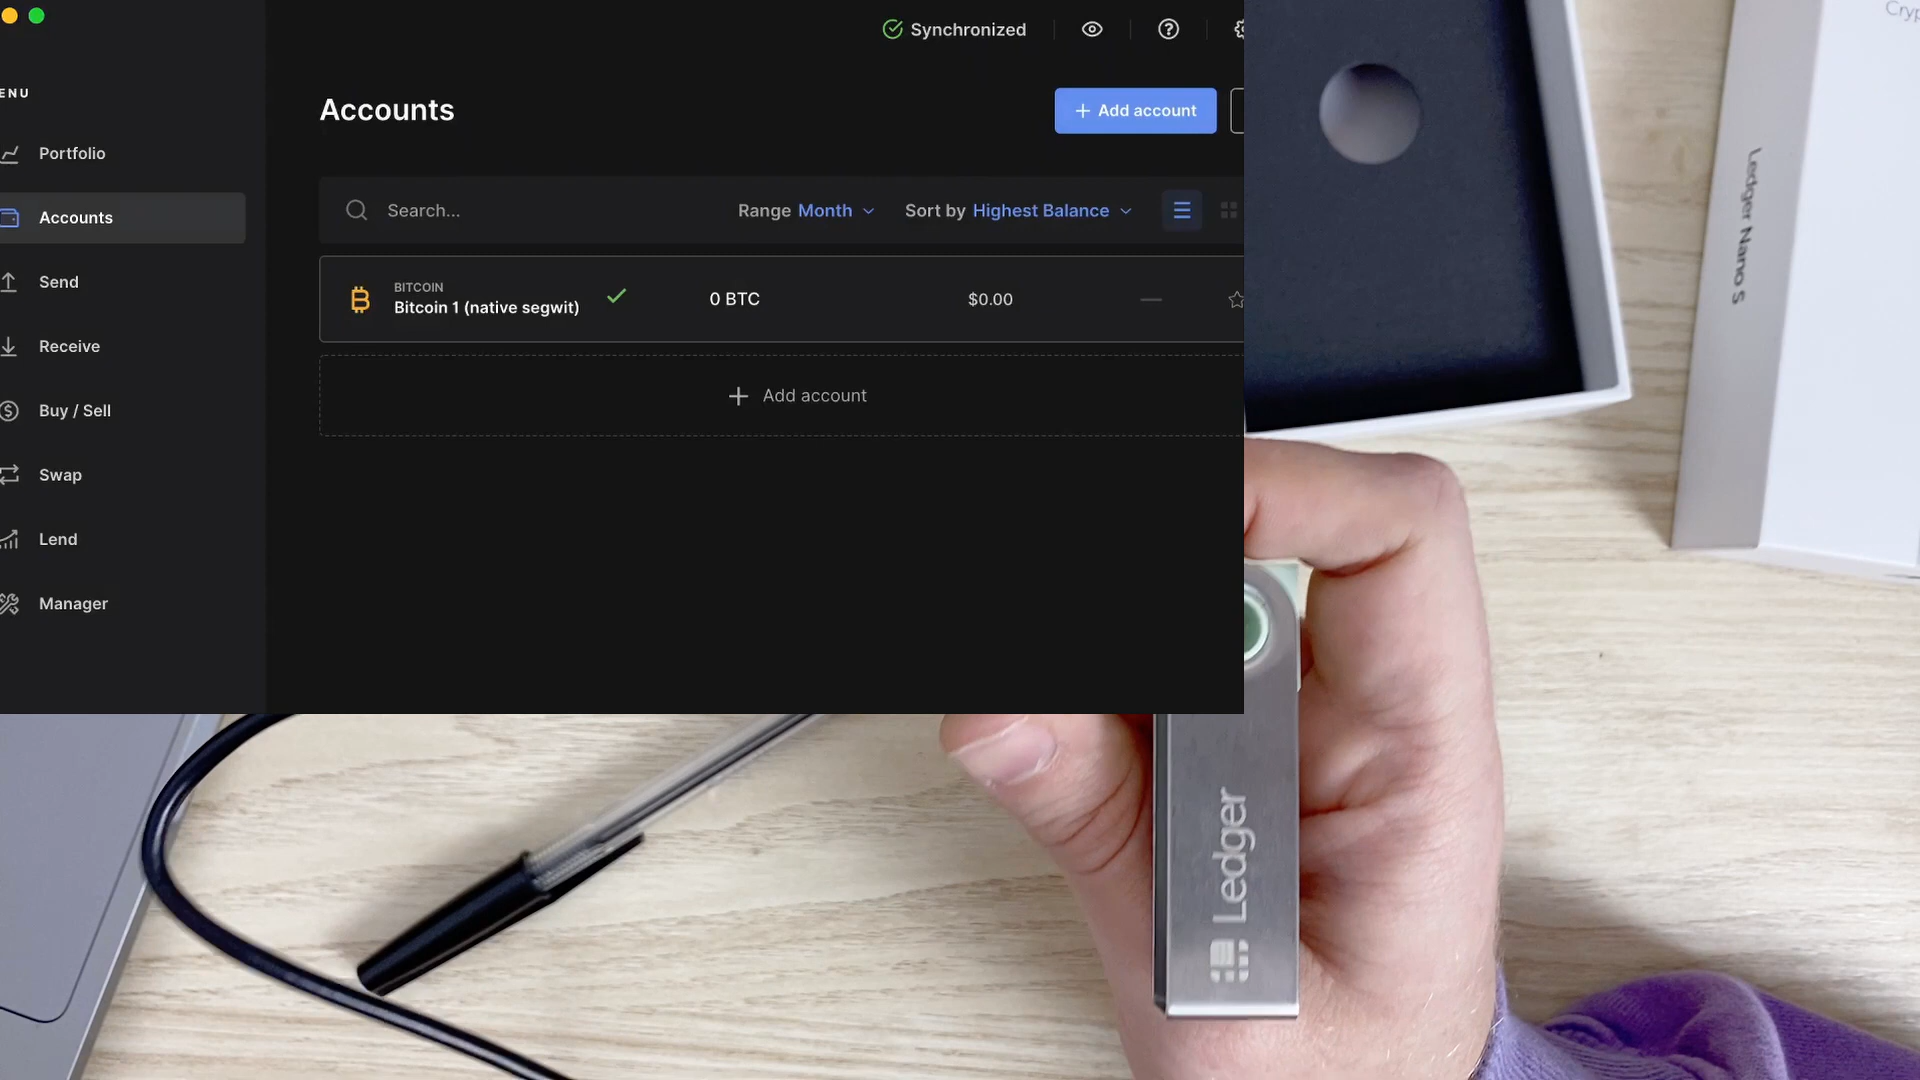 Synchronized
ENU
Accounts
+ Add account
Portfolio
Accounts
Search...
Range Month
Sort by Highest Balance
Send
BITCOIN
Bitcoin 1 (native segwit)
0 BTC
$0.00
Receive
+ Add account
Buy / Sell
Swap
Lend
Manager
Ledger Nano S
Cryp
Ledger